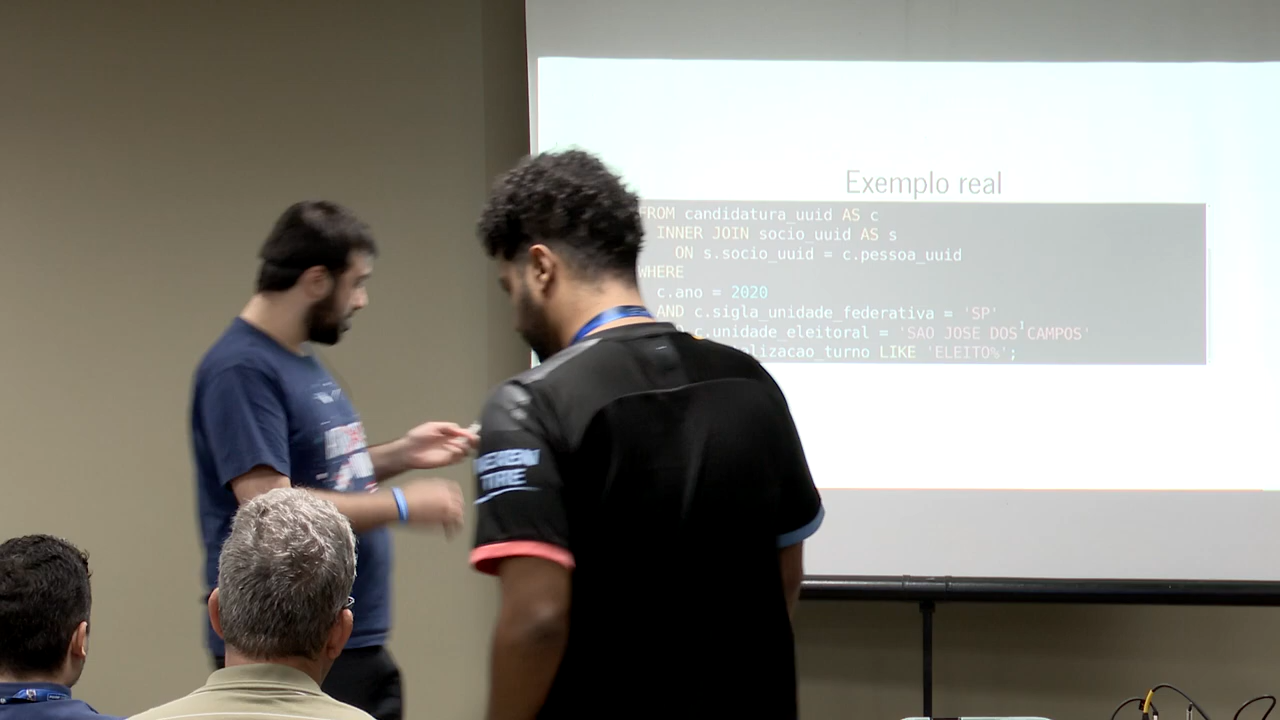 Exemplo real
FROM candidatura_uuid AS c
INNER JOIN socio_uuid AS s
ON s.socio_uuid = c.pessoa_uuid
WHERE
c.ano = 2020
AND c.sigla_unidade_federativa = 'SP'
c.unidade_eleitoral = 'SAO JOSE DOS CAMPOS'
alizacao_turno LIKE 'ELEITO%';